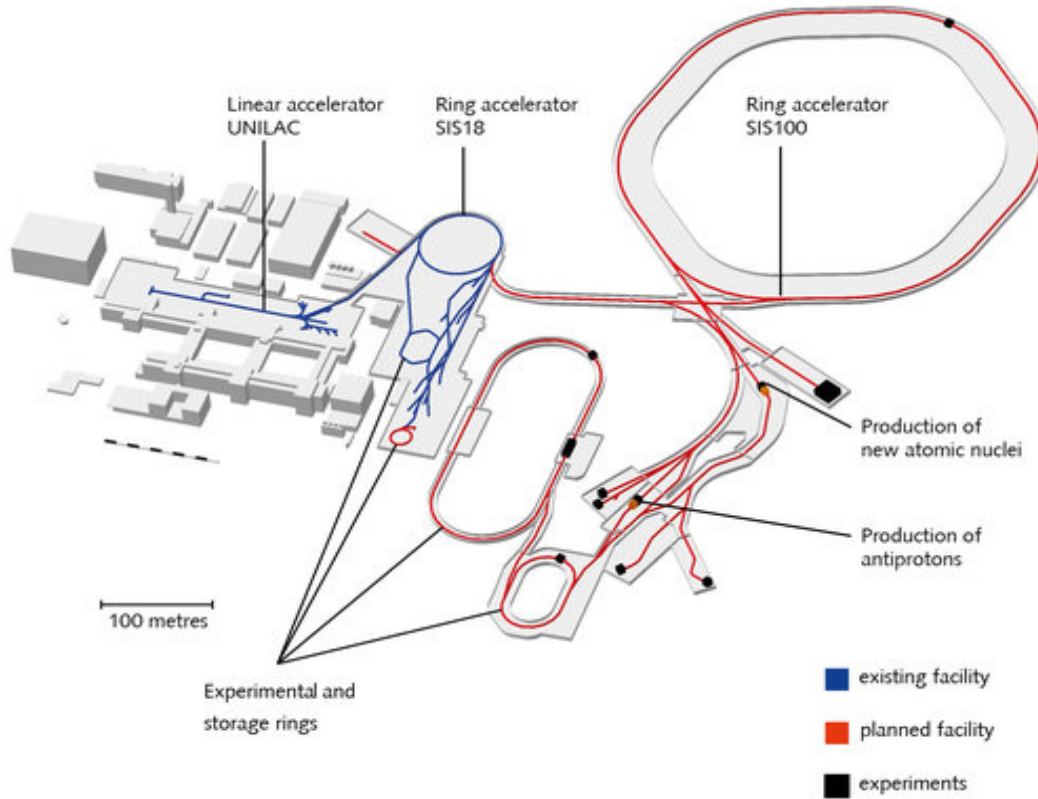 Linear accelerator
UNILAC
Ring accelerator
SIS18
Ring accelerator
SIS100
Production of
new atomic nuclei
Production of
antiprotons
100 metres
Experimental and
storage rings
existing facility
planned facility
experiments